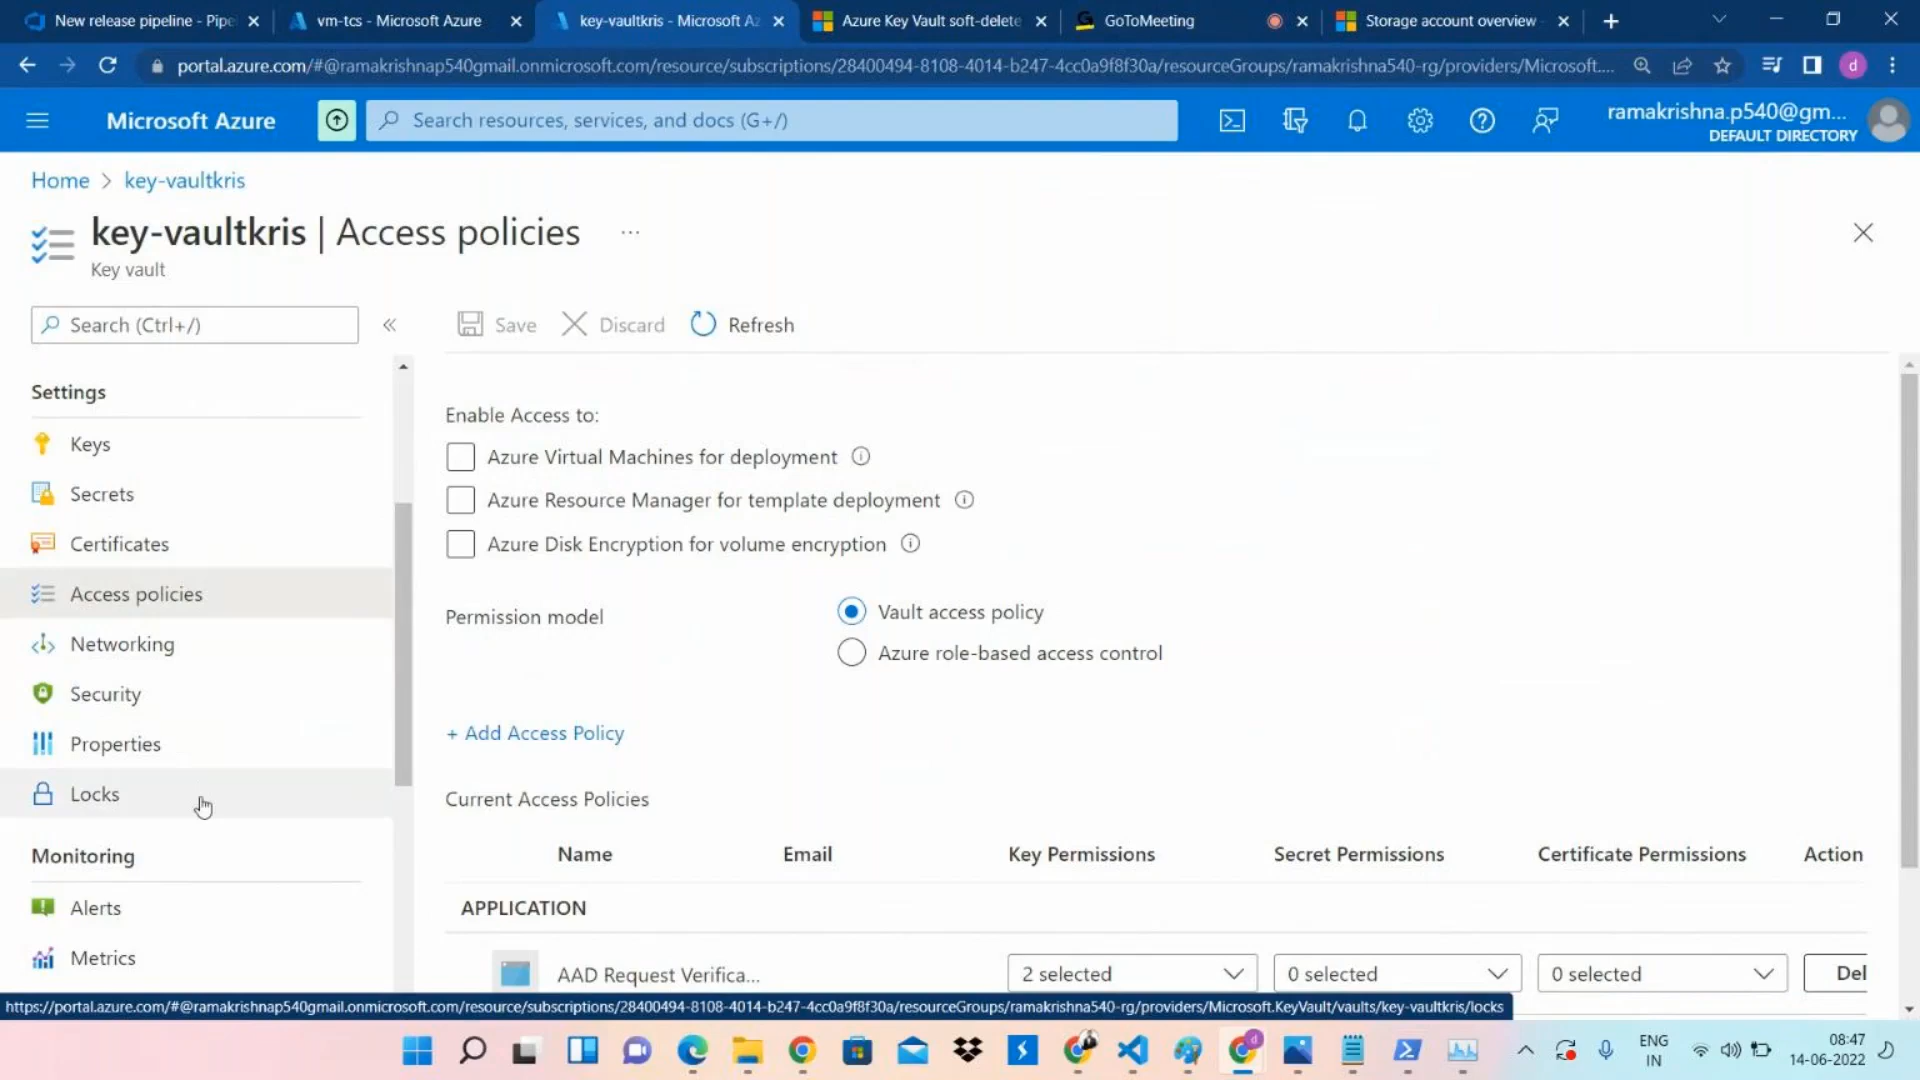 New release pipeline - Pipe
vm-tcs - Microsoft Azure
key-vaultkris - Microsoft Az
Azure Key Vault soft-delete
GoToMeeting
Storage account overview
portal.azure.com/#@ramakrishnap540gmail.onmicrosoft.com/resource/subscriptions/28400494-8108-4014-b247-4cc0a9f8f30a/resourceGroups/ramakrishna540-rg/providers/Microsoft....
d
Microsoft Azure
Search resources, services, and docs (G+/)
ramakrishna.p540@gm...
DEFAULT DIRECTORY
Home > key-vaultkris
key-vaultkris | Access policies ...
Key vault
Search (Ctrl+/)
«
Save
Discard
Refresh
Settings
Keys
Secrets
Certificates
Access policies
Networking
Security
Properties
Locks
Monitoring
Alerts
Metrics
Enable Access to:
Azure Virtual Machines for deployment
Azure Resource Manager for template deployment
Azure Disk Encryption for volume encryption
Permission model
Vault access policy
Azure role-based access control
+ Add Access Policy
Current Access Policies
Name Email Key Permissions Secret Permissions Certificate Permissions Action
APPLICATION
AAD Request Verifica... 2 selected 0 selected 0 selected Del
https://portal.azure.com/#@ramakrishnap540gmail.onmicrosoft.com/resource/subscriptions/28400494-8108-4014-b247-4cc0a9f8f30a/resourceGroups/ramakrishna540-rg/providers/Microsoft.KeyVault/vaults/key-vaultkris/locks
ENG
IN
08:47
14-06-2022